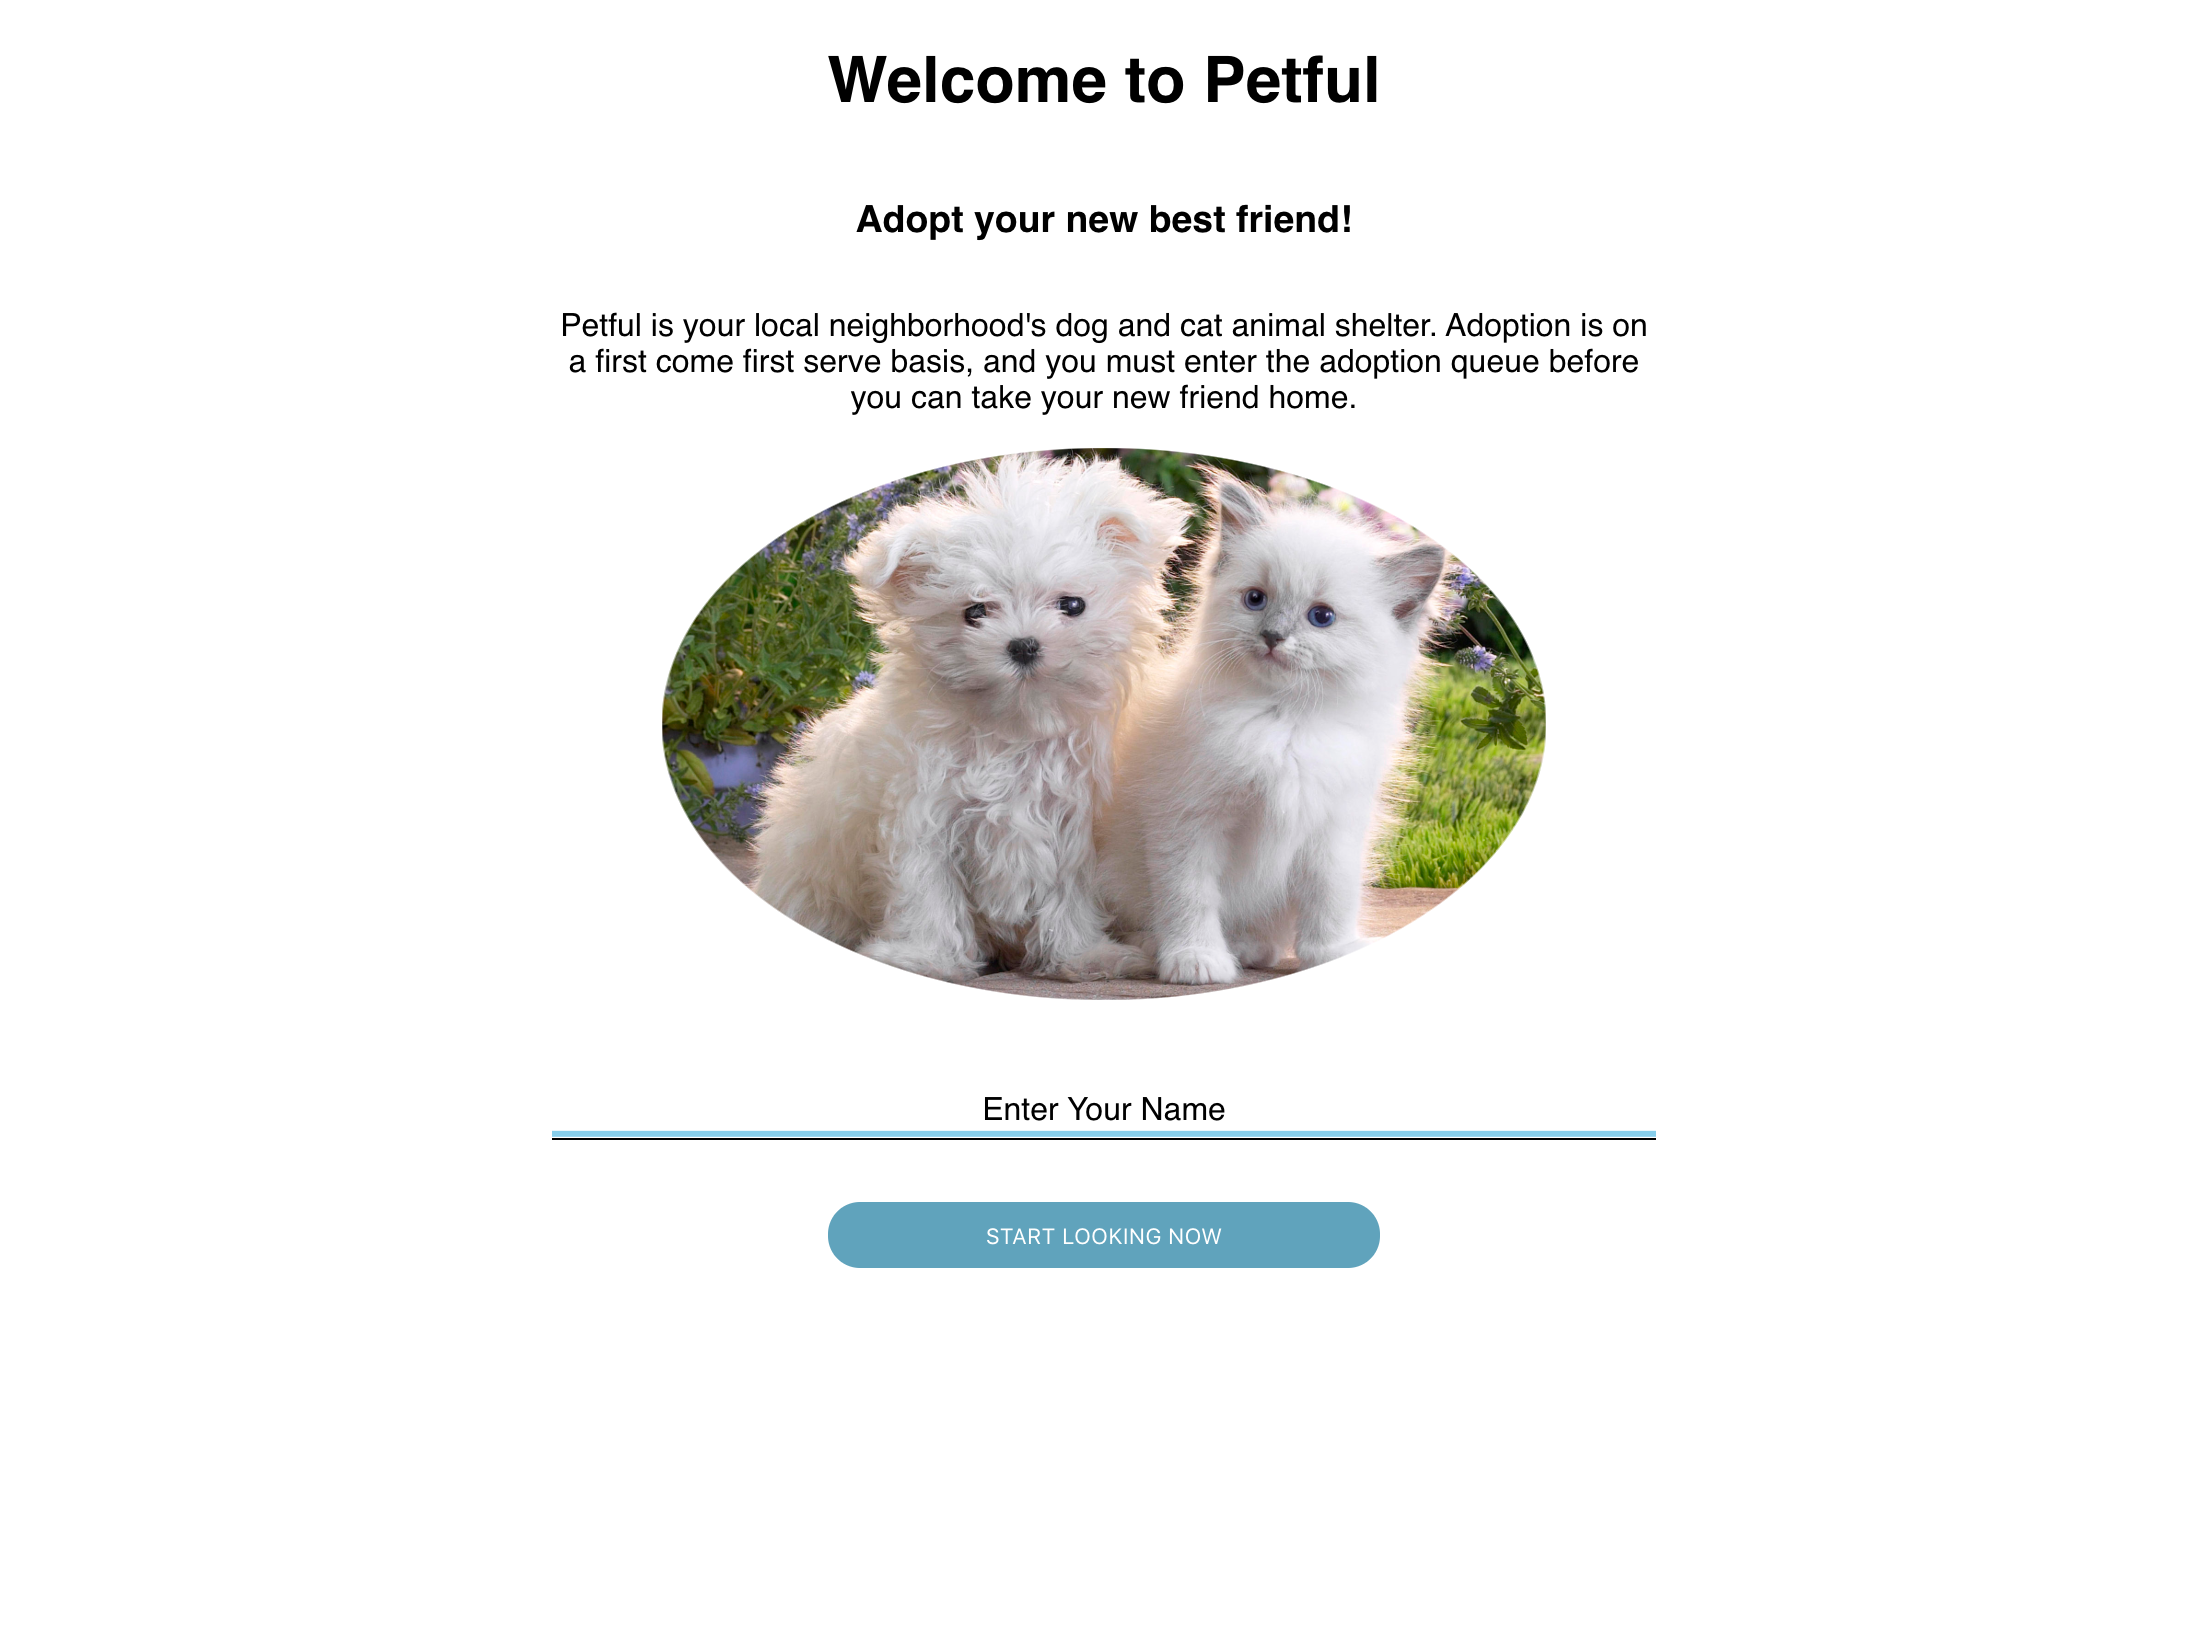 Welcome to Petful
Adopt your new best friend!
Petful is your local neighborhood's dog and cat animal shelter. Adoption is on
a first come first serve basis, and you must enter the adoption queue before
you can take your new friend home.
Enter Your Name
START LOOKING NOW